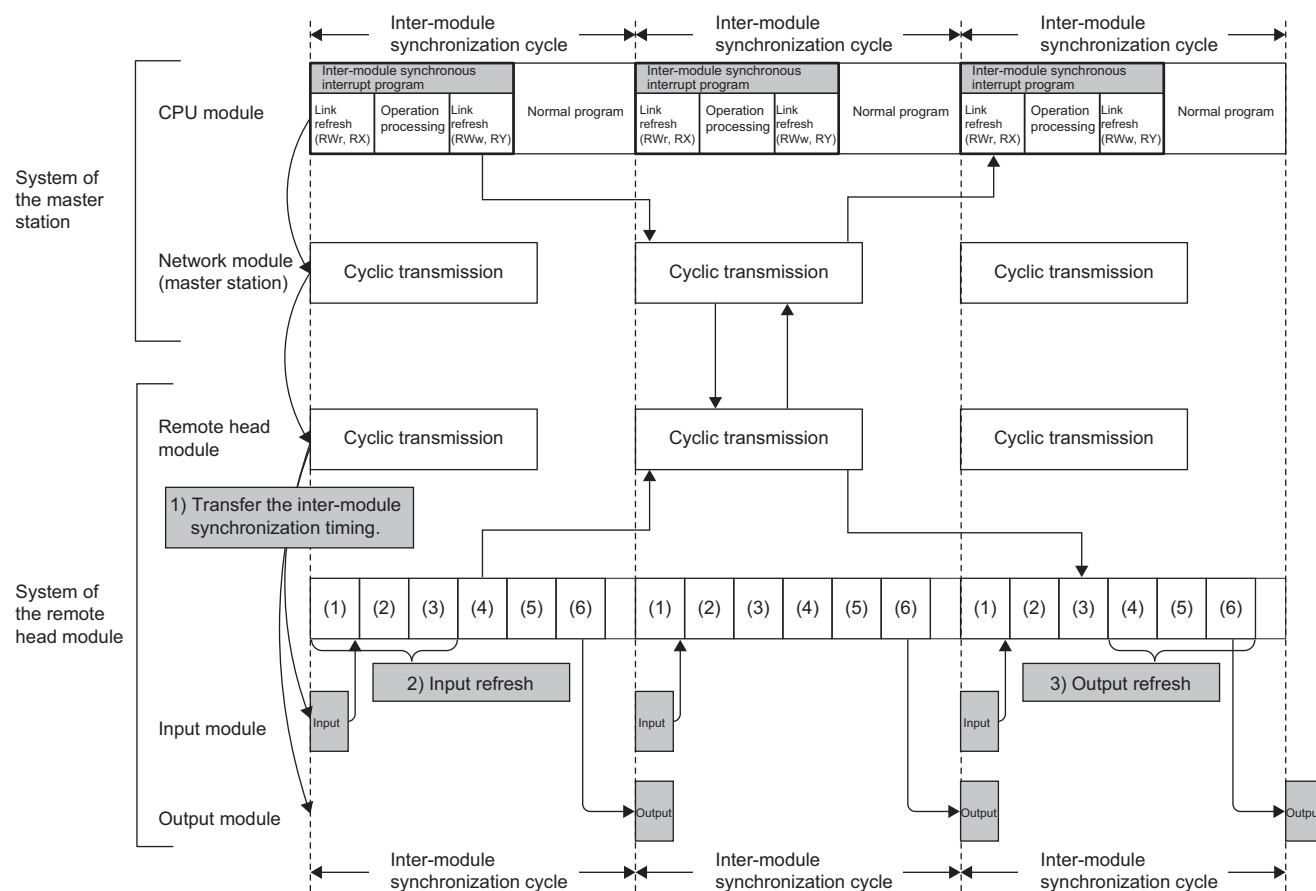 Inter-module
synchronization cycle
Inter-module
synchronization cycle
Inter-module
synchronization cycle
System of
the master
station
CPU module
Inter-module synchronous
interrupt program
Link
refresh
(RWr, RX)
Operation
processing
Link
refresh
(RWw, RY)
Normal program
Inter-module synchronous
interrupt program
Link
refresh
(RWr, RX)
Operation
processing
Link
refresh
(RWw, RY)
Normal program
Inter-module synchronous
interrupt program
Link
refresh
(RWr, RX)
Operation
processing
Link
refresh
(RWw, RY)
Normal program
Network module
(master station)
Cyclic transmission
Cyclic transmission
Cyclic transmission
System of
the remote
head module
Remote head
module
Cyclic transmission
Cyclic transmission
Cyclic transmission
1) Transfer the inter-module
synchronization timing.
(1) (2) (3) (4) (5) (6)
(1) (2) (3) (4) (5) (6)
(1) (2) (3) (4) (5) (6)
2) Input refresh
3) Output refresh
Input module
Input
Input
Input
Output module
Output
Output
Output
Inter-module
synchronization cycle
Inter-module
synchronization cycle
Inter-module
synchronization cycle